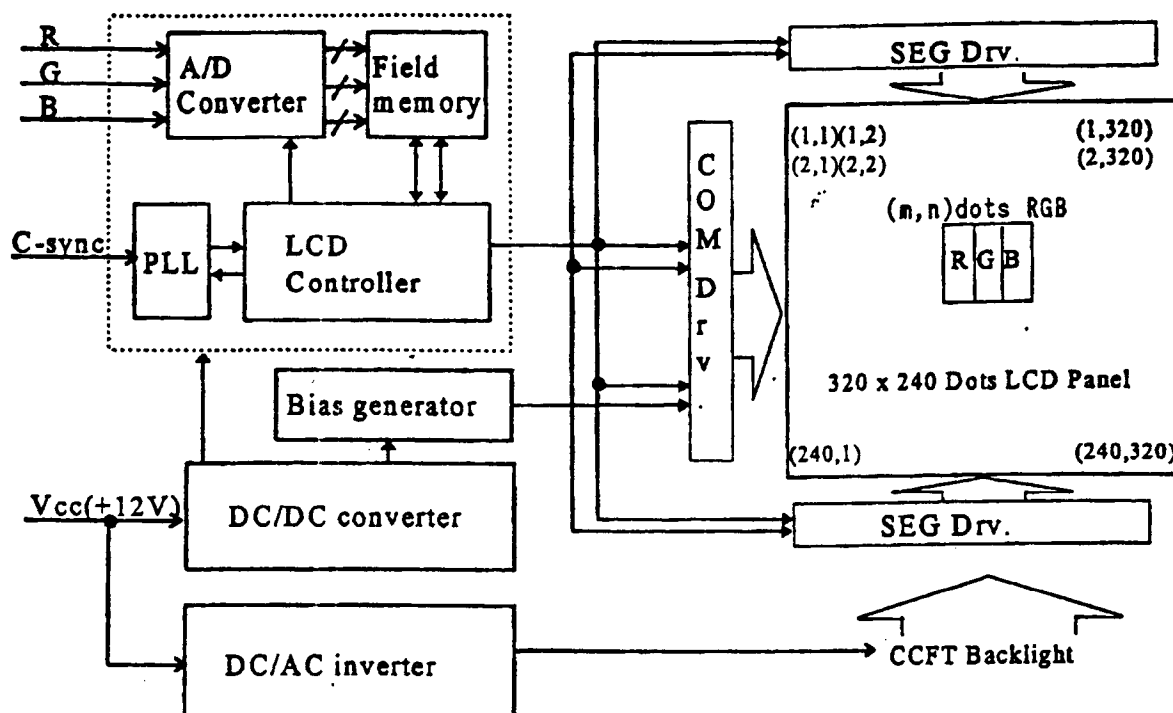 R
G
B
A/D
Converter
Field
memory
SEG Drv.
(1,1)(1,2)
(1,320)
(2,1)(2,2)
(2,320)
(m,n)dots RGB
R G B
C-sync
PLL
LCD
Controller
COM Drv.
320 x 240 Dots LCD Panel
Bias generator
(240,1)
(240,320)
Vcc(+12V)
DC/DC converter
SEG Drv.
DC/AC inverter
CCFT Backlight